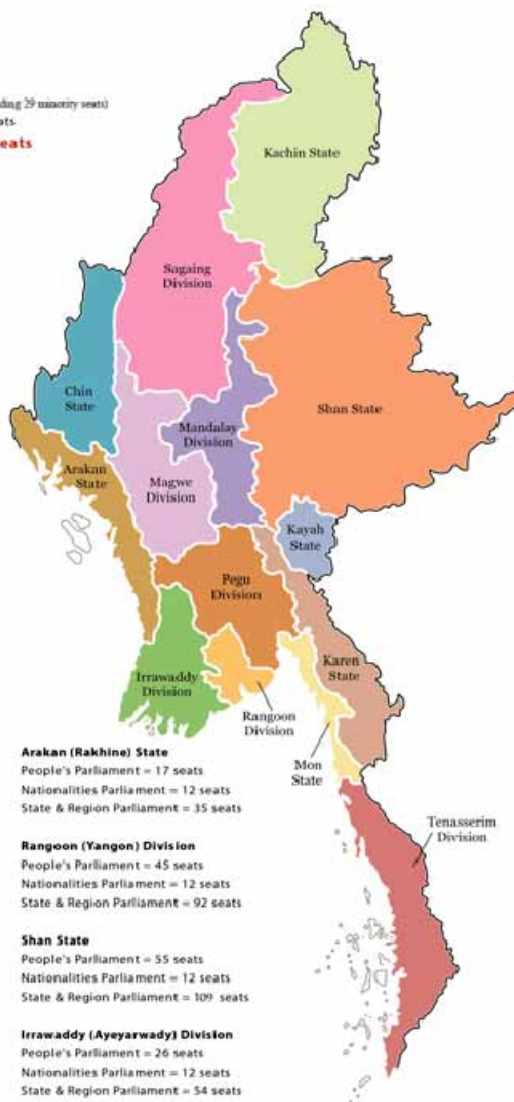 ding 29 minority seats)
ats.
eats
Kachin State
Sagaing
Division
Chin
State
Shan State
Mandalay
Division
Arakan
State
Magwe
Division
Kayah
State
Pegu
Division
Karen
State
Irrawaddy
Division
Rangoon
Division
Mon
State
Tenasserim
Division
Arakan (Rakhine) State
People's Parliament = 17 seats
Nationalities Parliament = 12 seats
State & Region Parliament = 35 seats
Rangoon (Yangon) Division
People's Parliament = 45 seats
Nationalities Parliament = 12 seats
State & Region Parliament = 92 seats
Shan State
People's Parliament = 55 seats
Nationalities Parliament = 12 seats
State & Region Parliament = 109 seats
Irrawaddy (Ayeyarwady) Division
People's Parliament = 26 seats
Nationalities Parliament = 12 seats
State & Region Parliament = 54 seats